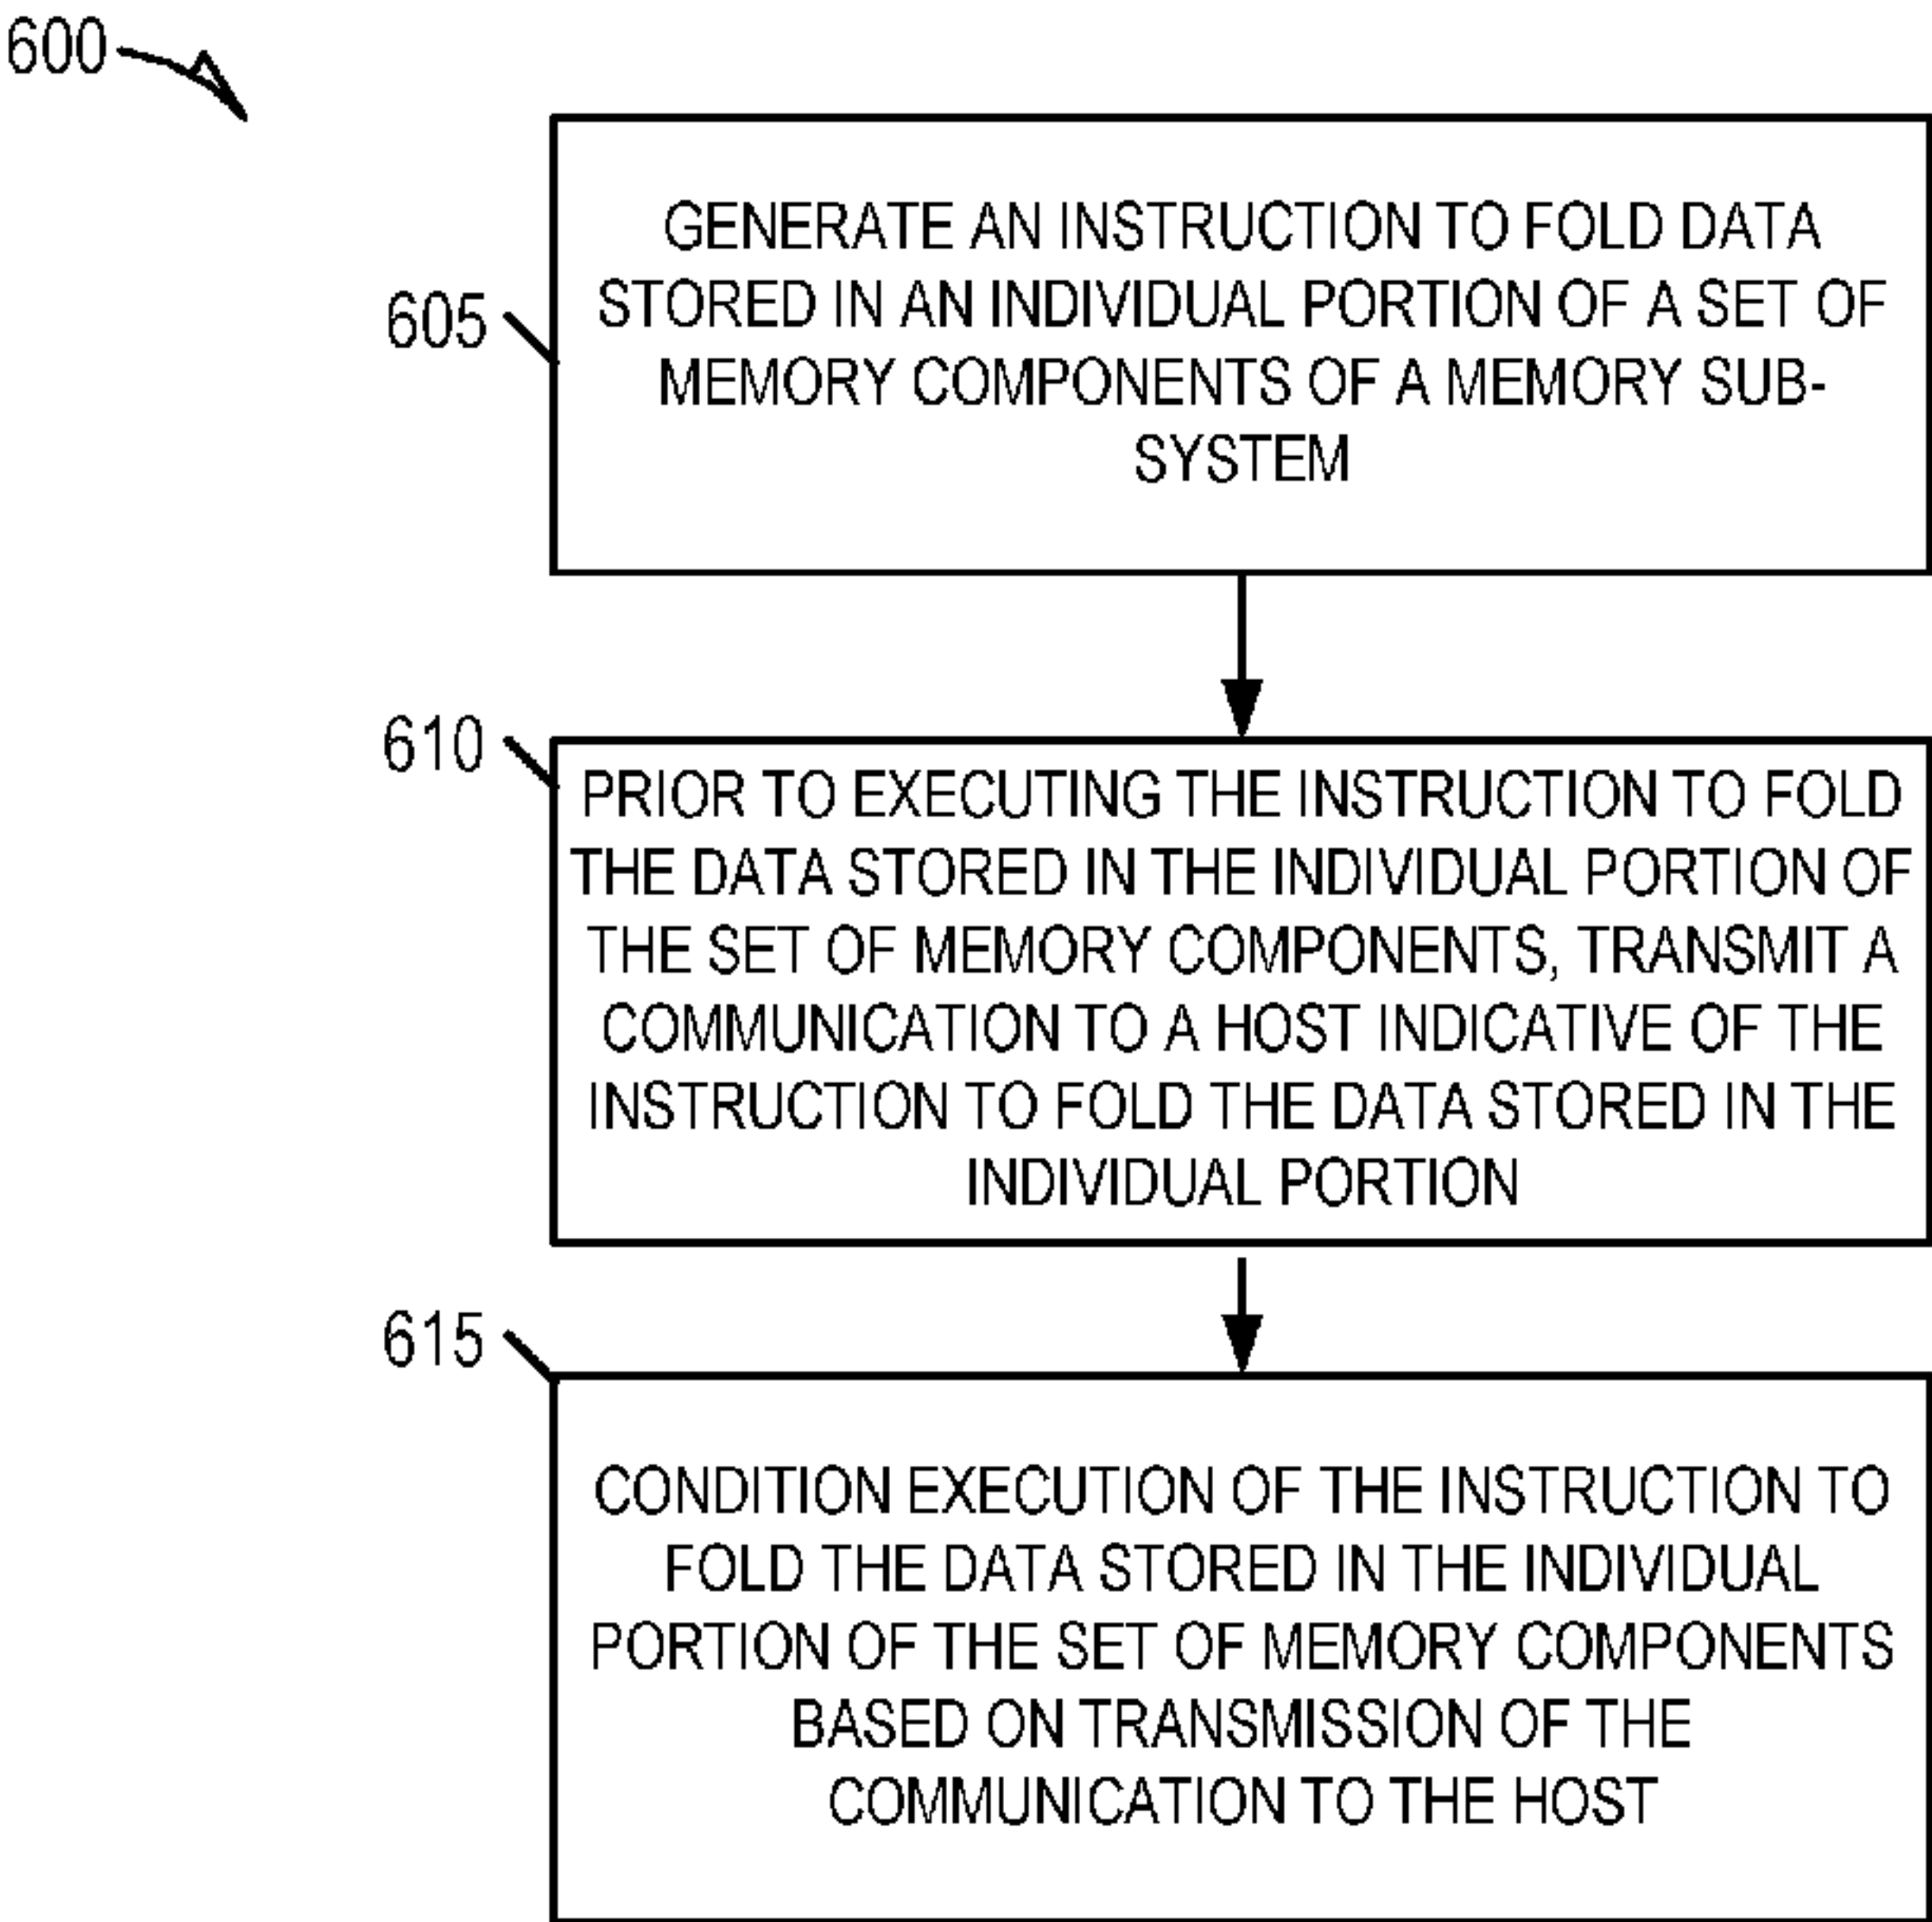 600
605
GENERATE AN INSTRUCTION TO FOLD DATA
STORED IN AN INDIVIDUAL PORTION OF A SET OF
MEMORY COMPONENTS OF A MEMORY SUB-
SYSTEM
610
PRIOR TO EXECUTING THE INSTRUCTION TO FOLD
THE DATA STORED IN THE INDIVIDUAL PORTION OF
THE SET OF MEMORY COMPONENTS, TRANSMIT A
COMMUNICATION TO A HOST INDICATIVE OF THE
INSTRUCTION TO FOLD THE DATA STORED IN THE
INDIVIDUAL PORTION
615
CONDITION EXECUTION OF THE INSTRUCTION TO
FOLD THE DATA STORED IN THE INDIVIDUAL
PORTION OF THE SET OF MEMORY COMPONENTS
BASED ON TRANSMISSION OF THE
COMMUNICATION TO THE HOST